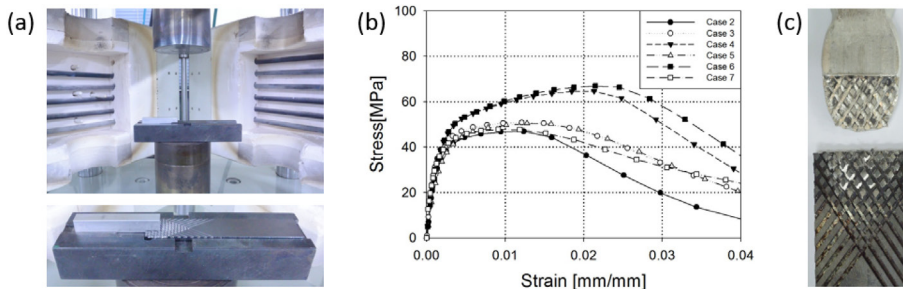 (a)
(b)
(c)
Stress[MPa]
100
80
60
40
20
0
Case 2
Case 3
Case 4
Case 5
Case 6
Case 7
0.00 0.01 0.02 0.03 0.04
Strain [mm/mm]